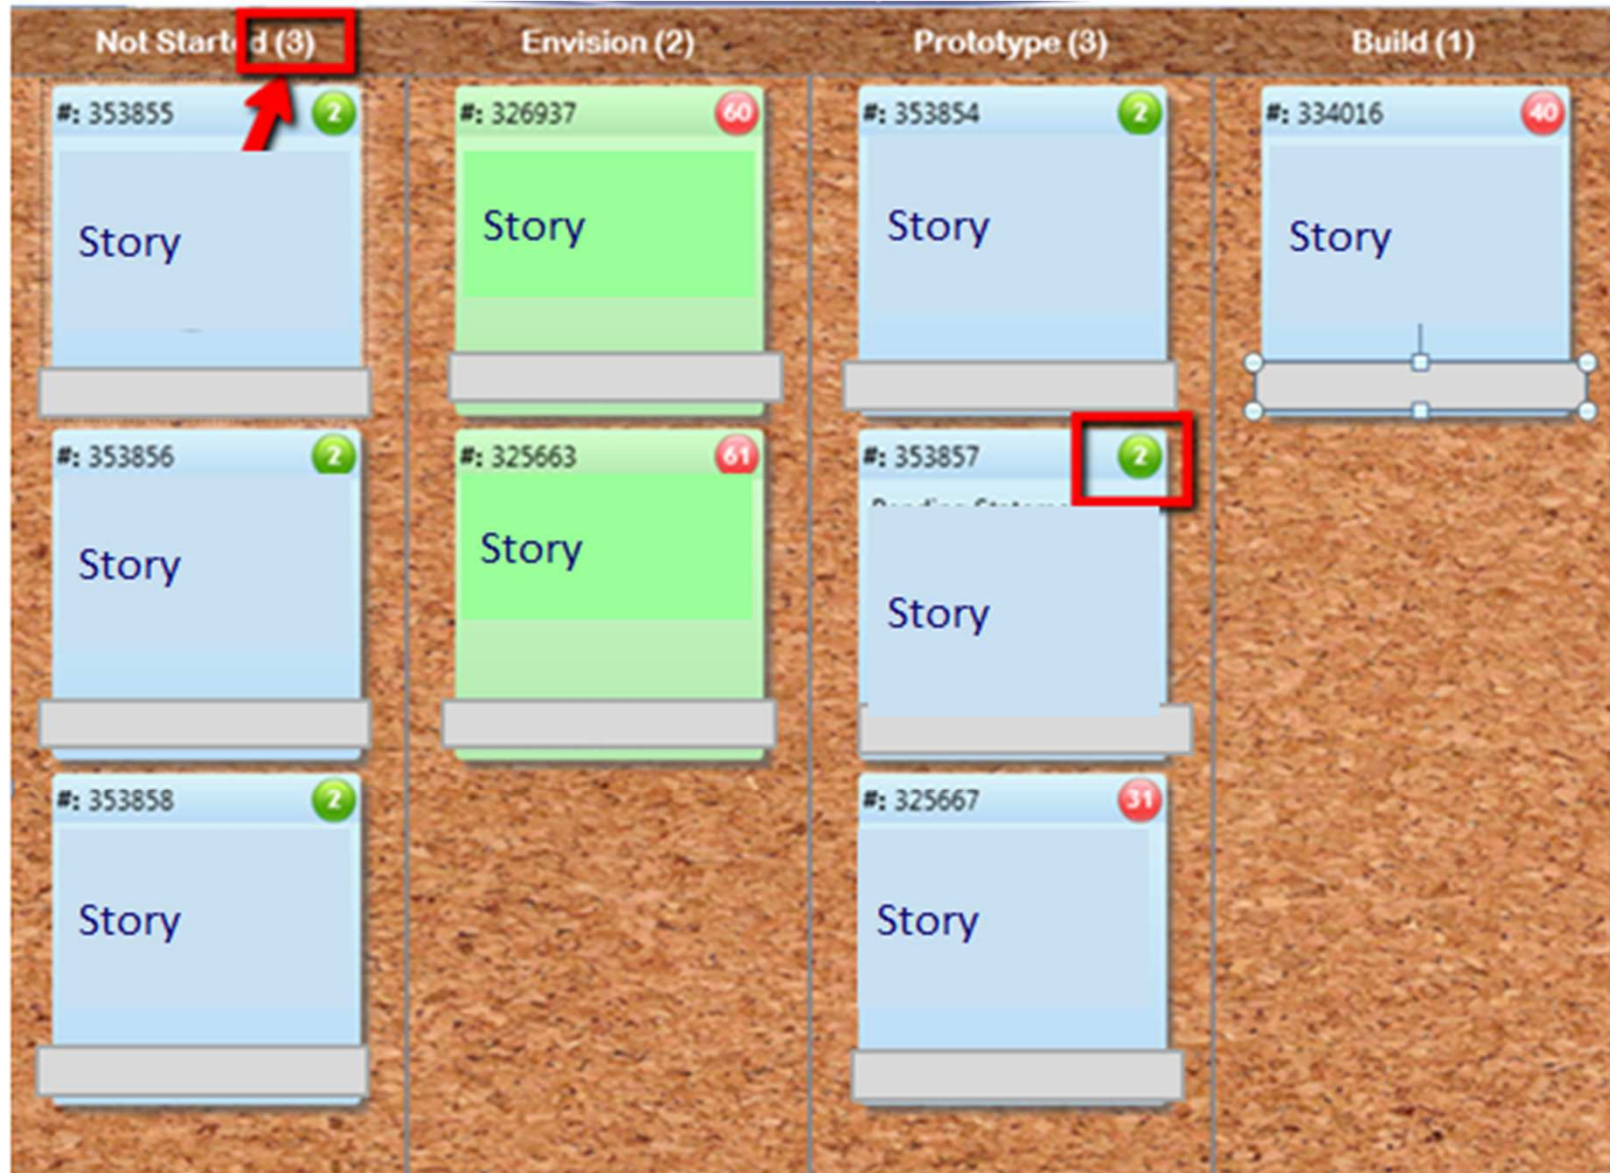 Not Started (3)
#: 353855 2
Story
#: 353856 2
Story
#: 353858 2
Story
Envision (2)
#: 326937 60
Story
#: 325663 61
Story
Prototype (3)
#: 353854 2
Story
#: 353857 2
Story
#: 325667 31
Story
Build (1)
#: 334016 40
Story